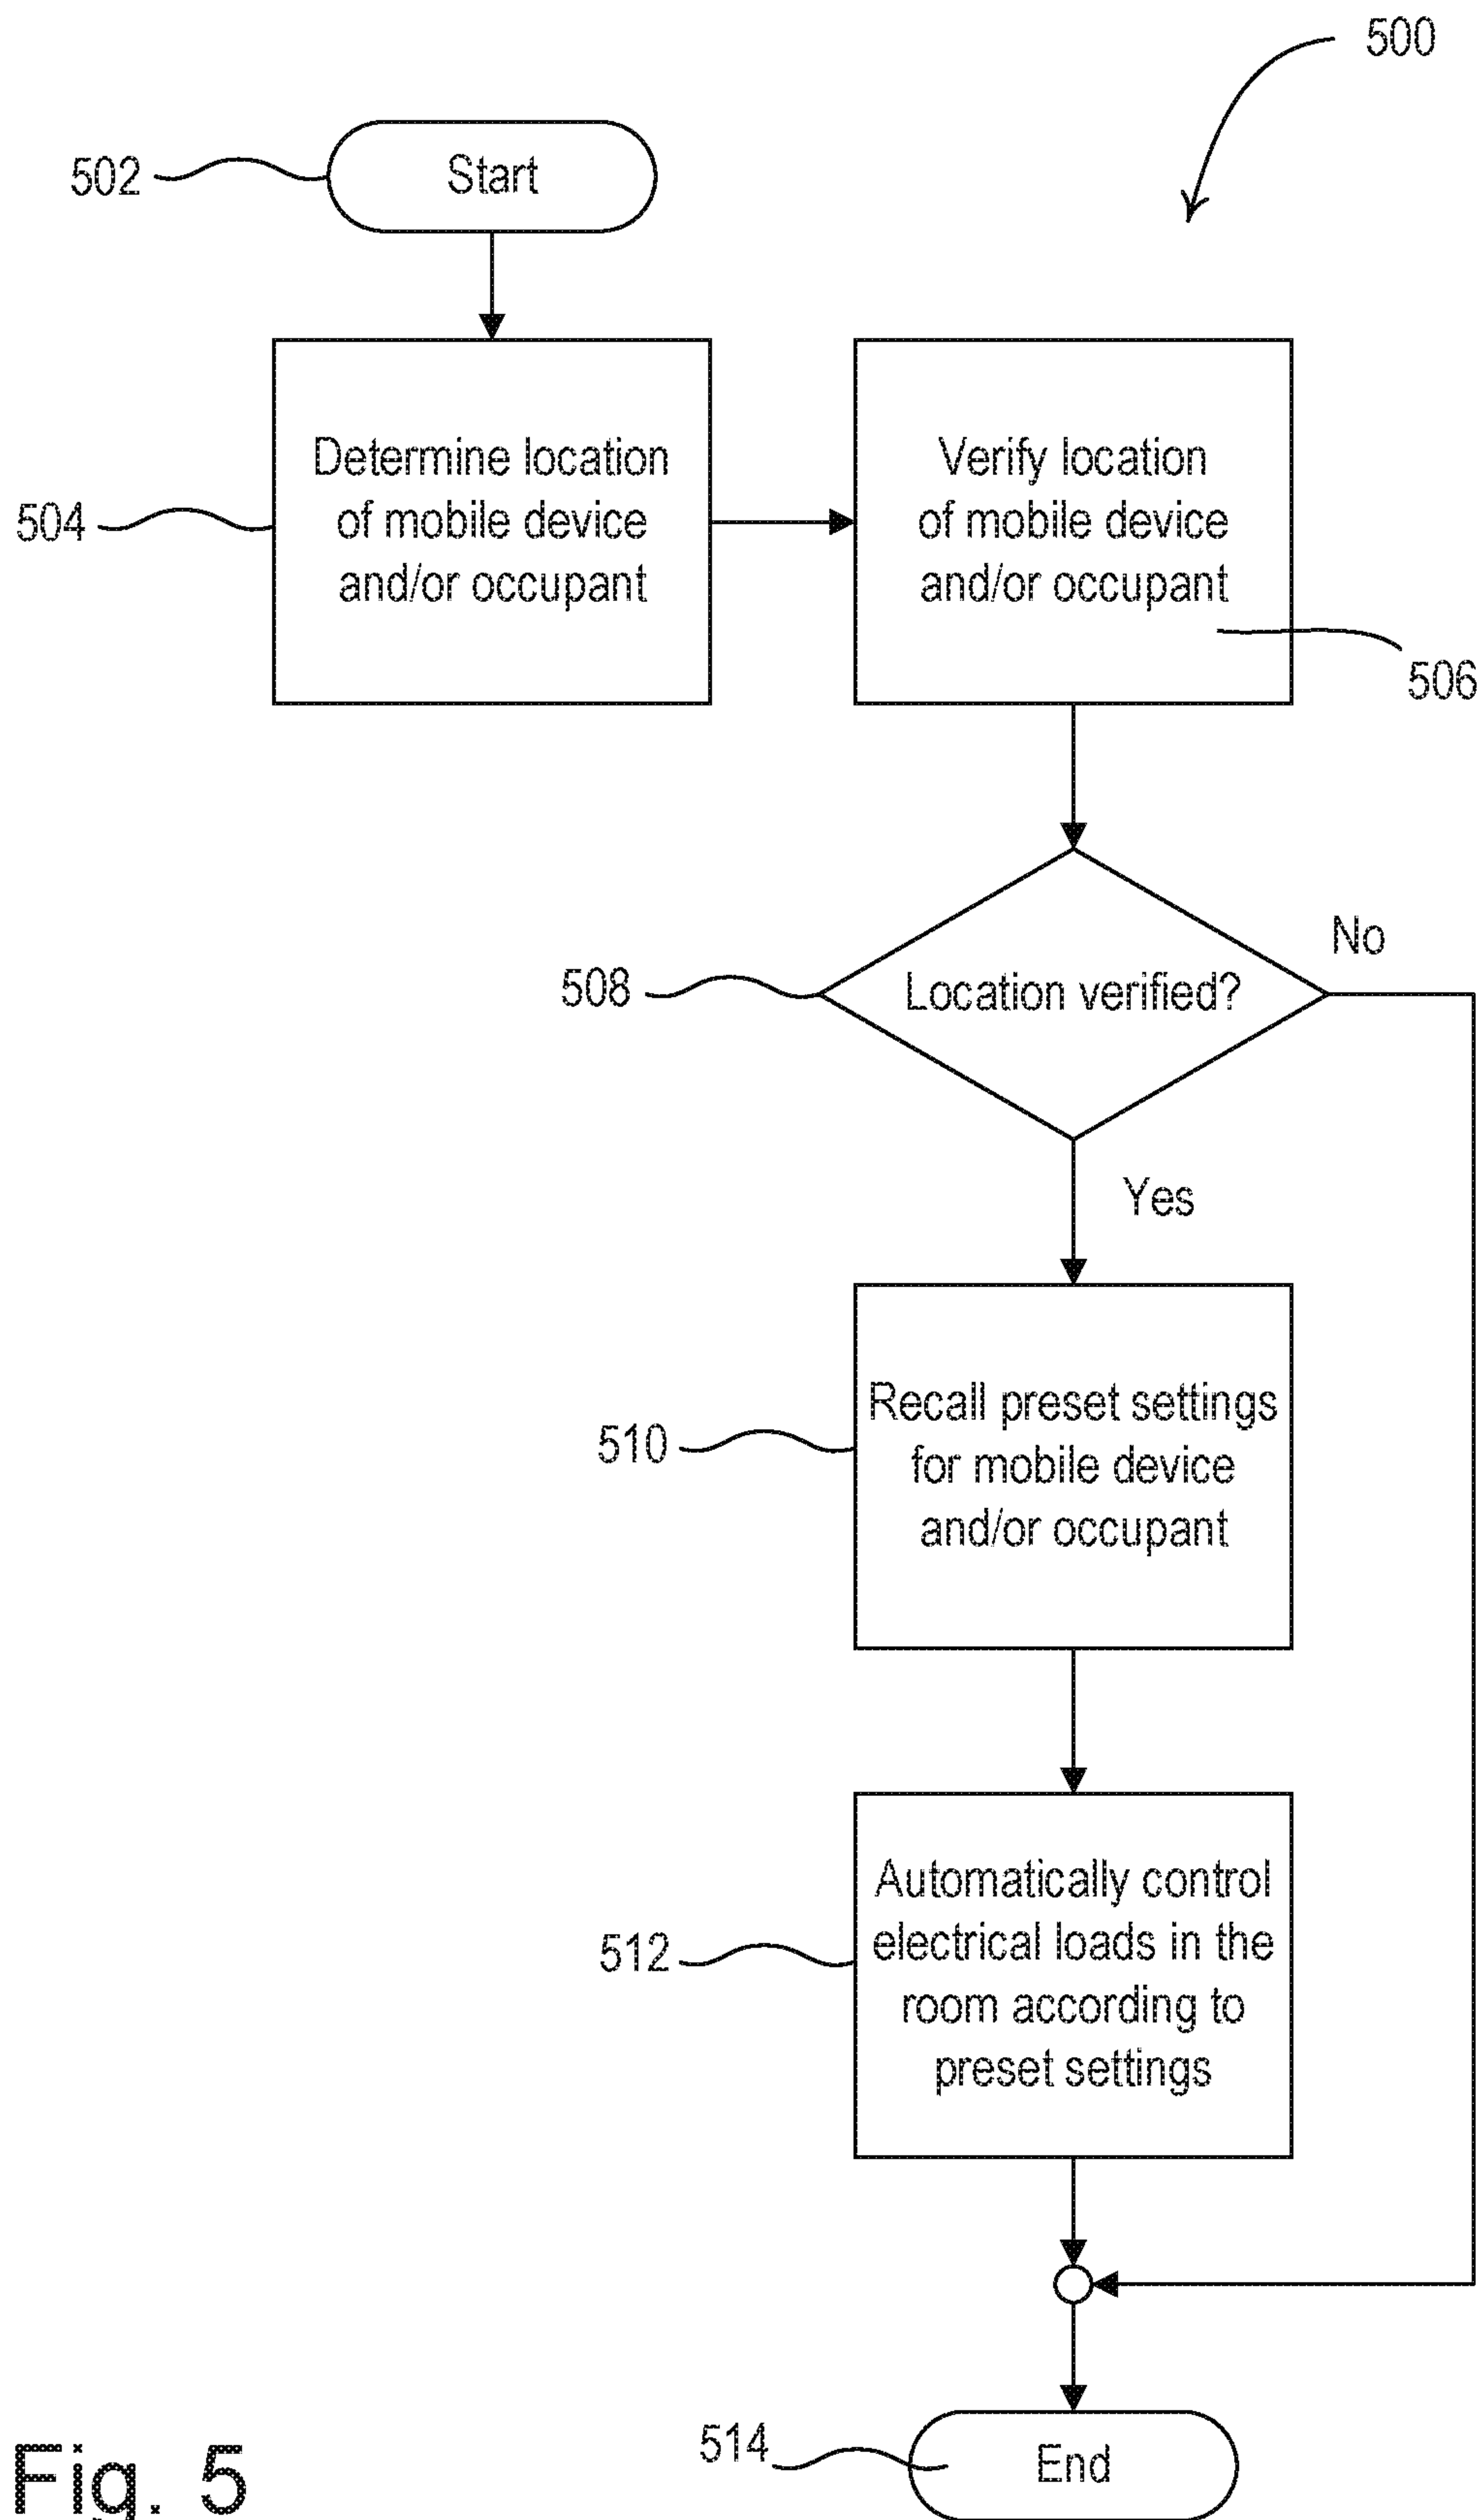 500
502
Start
504
Determine location
of mobile device
and/or occupant
Verify location
of mobile device
and/or occupant
506
508
Location verified?
No
Yes
510
Recall preset settings
for mobile device
and/or occupant
512
Automatically control
electrical loads in the
room according to
preset settings
514
End
Fig. 5